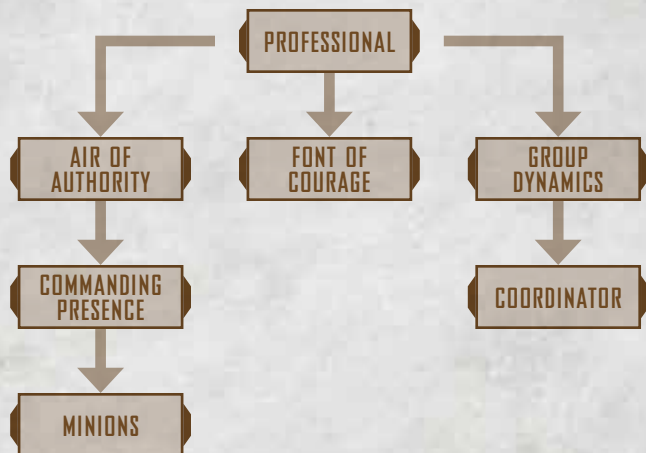 PROFESSIONAL
AIR OF
AUTHORITY
FONT OF
COURAGE
GROUP
DYNAMICS
COMMANDING
PRESENCE
COORDINATOR
MINIONS